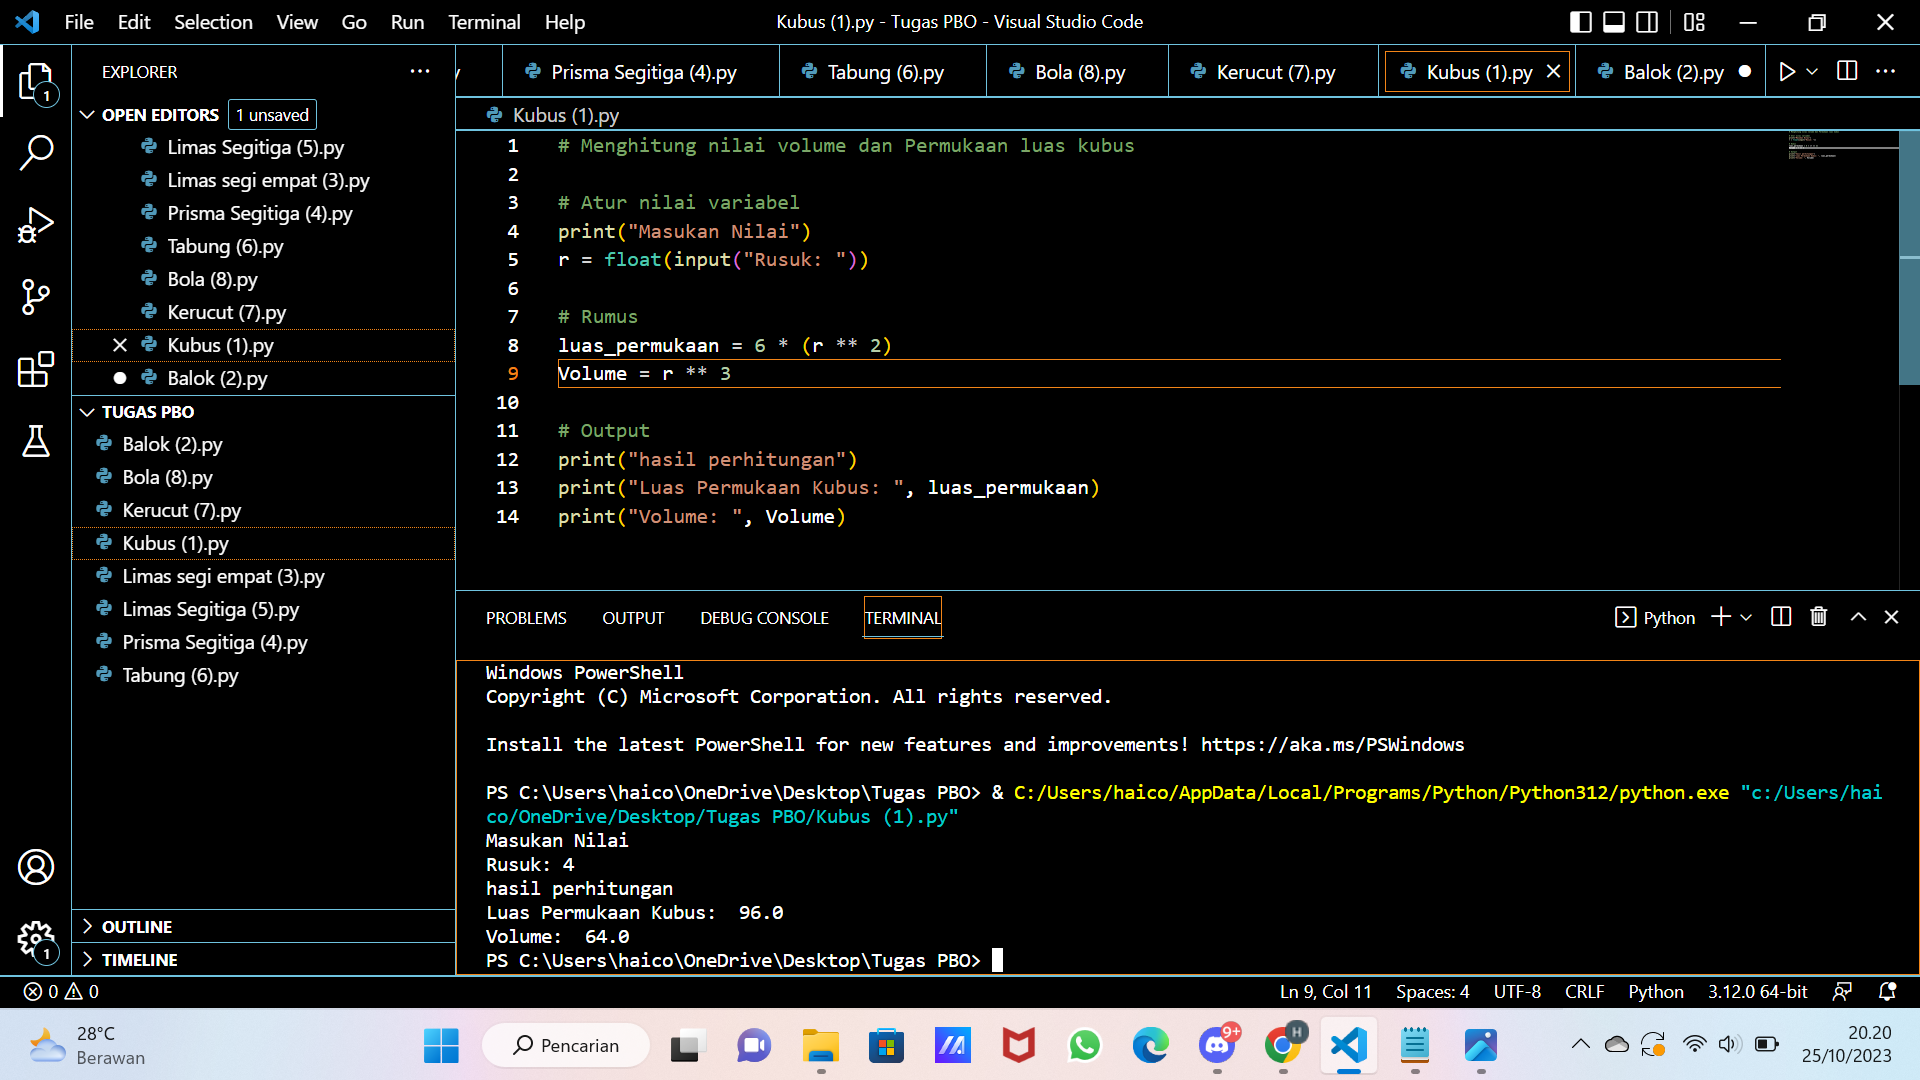 File Edit Selection View Go Run Terminal Help
Kubus (1).py - Tugas PBO - Visual Studio Code
EXPLORER
OPEN EDITORS 1 unsaved
Limas Segitiga (5).py
Limas segi empat (3).py
Prisma Segitiga (4).py
Tabung (6).py
Bola (8).py
Kerucut (7).py
Kubus (1).py
Balok (2).py
TUGAS PBO
Balok (2).py
Bola (8).py
Kerucut (7).py
Kubus (1).py
Limas segi empat (3).py
Limas Segitiga (5).py
Prisma Segitiga (4).py
Tabung (6).py
OUTLINE
TIMELINE
1
1
Prisma Segitiga (4).py Tabung (6).py Bola (8).py Kerucut (7).py Kubus (1).py Balok (2).py
Kubus (1).py
1 # Menghitung nilai volume dan Permukaan luas kubus
2
3 # Atur nilai variabel
4 print("Masukan Nilai")
5 r = float(input("Rusuk: "))
6
7 # Rumus
8 luas_permukaan = 6 * (r ** 2)
9 Volume = r ** 3
10
11 # Output
12 print("hasil perhitungan")
13 print("Luas Permukaan Kubus: ", luas_permukaan)
14 print("Volume: ", Volume)
PROBLEMS OUTPUT DEBUG CONSOLE TERMINAL
Python
Windows PowerShell
Copyright (C) Microsoft Corporation. All rights reserved.
Install the latest PowerShell for new features and improvements! https://aka.ms/PSWindows
PS C:\Users\haico\OneDrive\Desktop\Tugas PBO> & C:/Users/haico/AppData/Local/Programs/Python/Python312/python.exe "c:/Users/hai
co/OneDrive/Desktop/Tugas PBO/Kubus (1).py"
Masukan Nilai
Rusuk: 4
hasil perhitungan
Luas Permukaan Kubus:  96.0
Volume:  64.0
PS C:\Users\haico\OneDrive\Desktop\Tugas PBO>
0 0
Ln 9, Col 11 Spaces: 4 UTF-8 CRLF Python 3.12.0 64-bit
28°C
Berawan
Pencarian
9+
H
20.20
25/10/2023